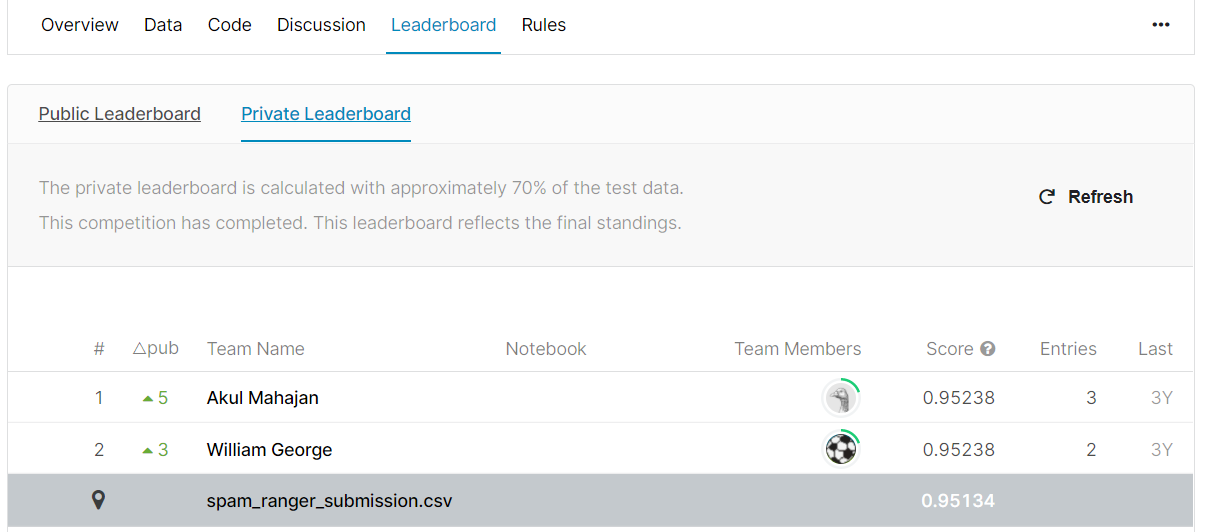 Overview Data Code Discussion Leaderboard Rules •••
Public Leaderboard Private Leaderboard
The private leaderboard is calculated with approximately 70% of the test data.
This competition has completed. This leaderboard reflects the final standings.
Refresh
# △pub Team Name Notebook Team Members Score ? Entries Last
1 ▲ 5 Akul Mahajan 0.95238 3 3Y
2 ▲ 3 William George 0.95238 2 3Y
spam_ranger_submission.csv 0.95134